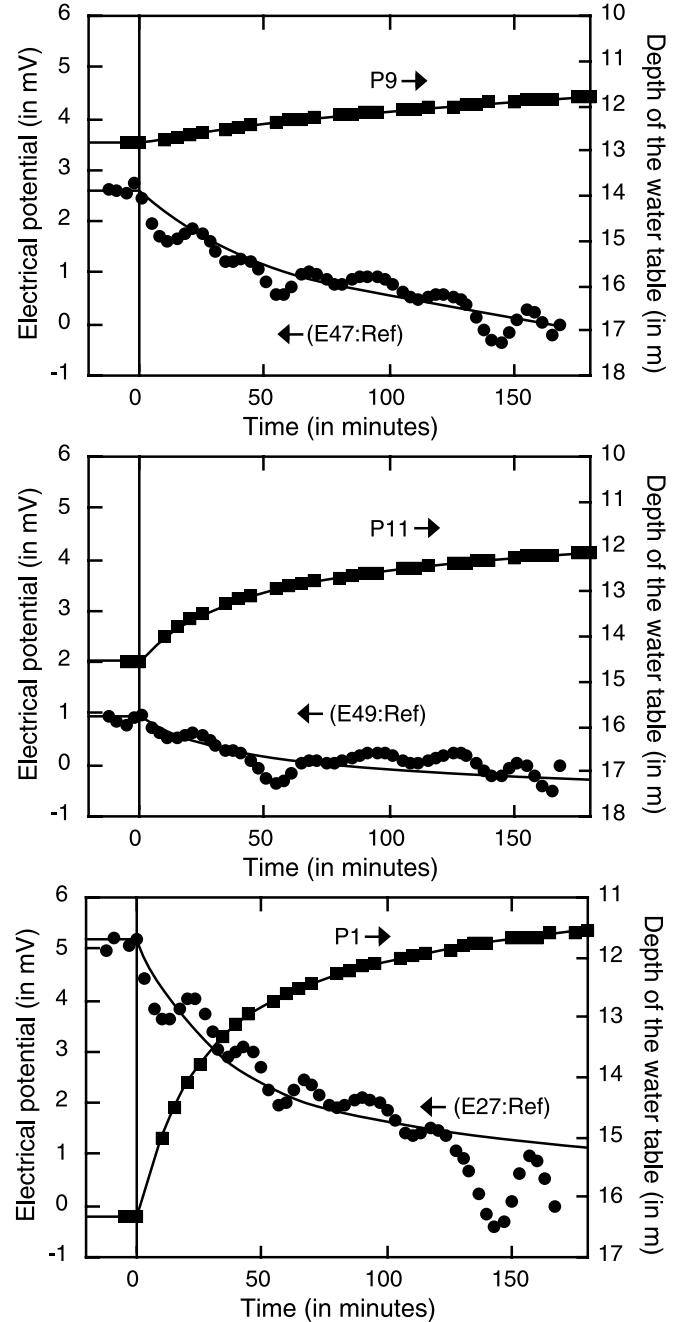 6
5
4
3
2
1
0
-1
Electrical potential (in mV)
P9
(E47:Ref)
10
11
12
13
14
15
16
17
18
Depth of the water table (in m)
0 50 100 150
Time (in minutes)
6
5
4
3
2
1
0
-1
Electrical potential (in mV)
P11
(E49:Ref)
10
11
12
13
14
15
16
17
18
Depth of the water table (in m)
0 50 100 150
Time (in minutes)
6
5
4
3
2
1
0
-1
Electrical potential (in mV)
P1
(E27:Ref)
11
12
13
14
15
16
17
Depth of the water table (in m)
0 50 100 150
Time (in minutes)